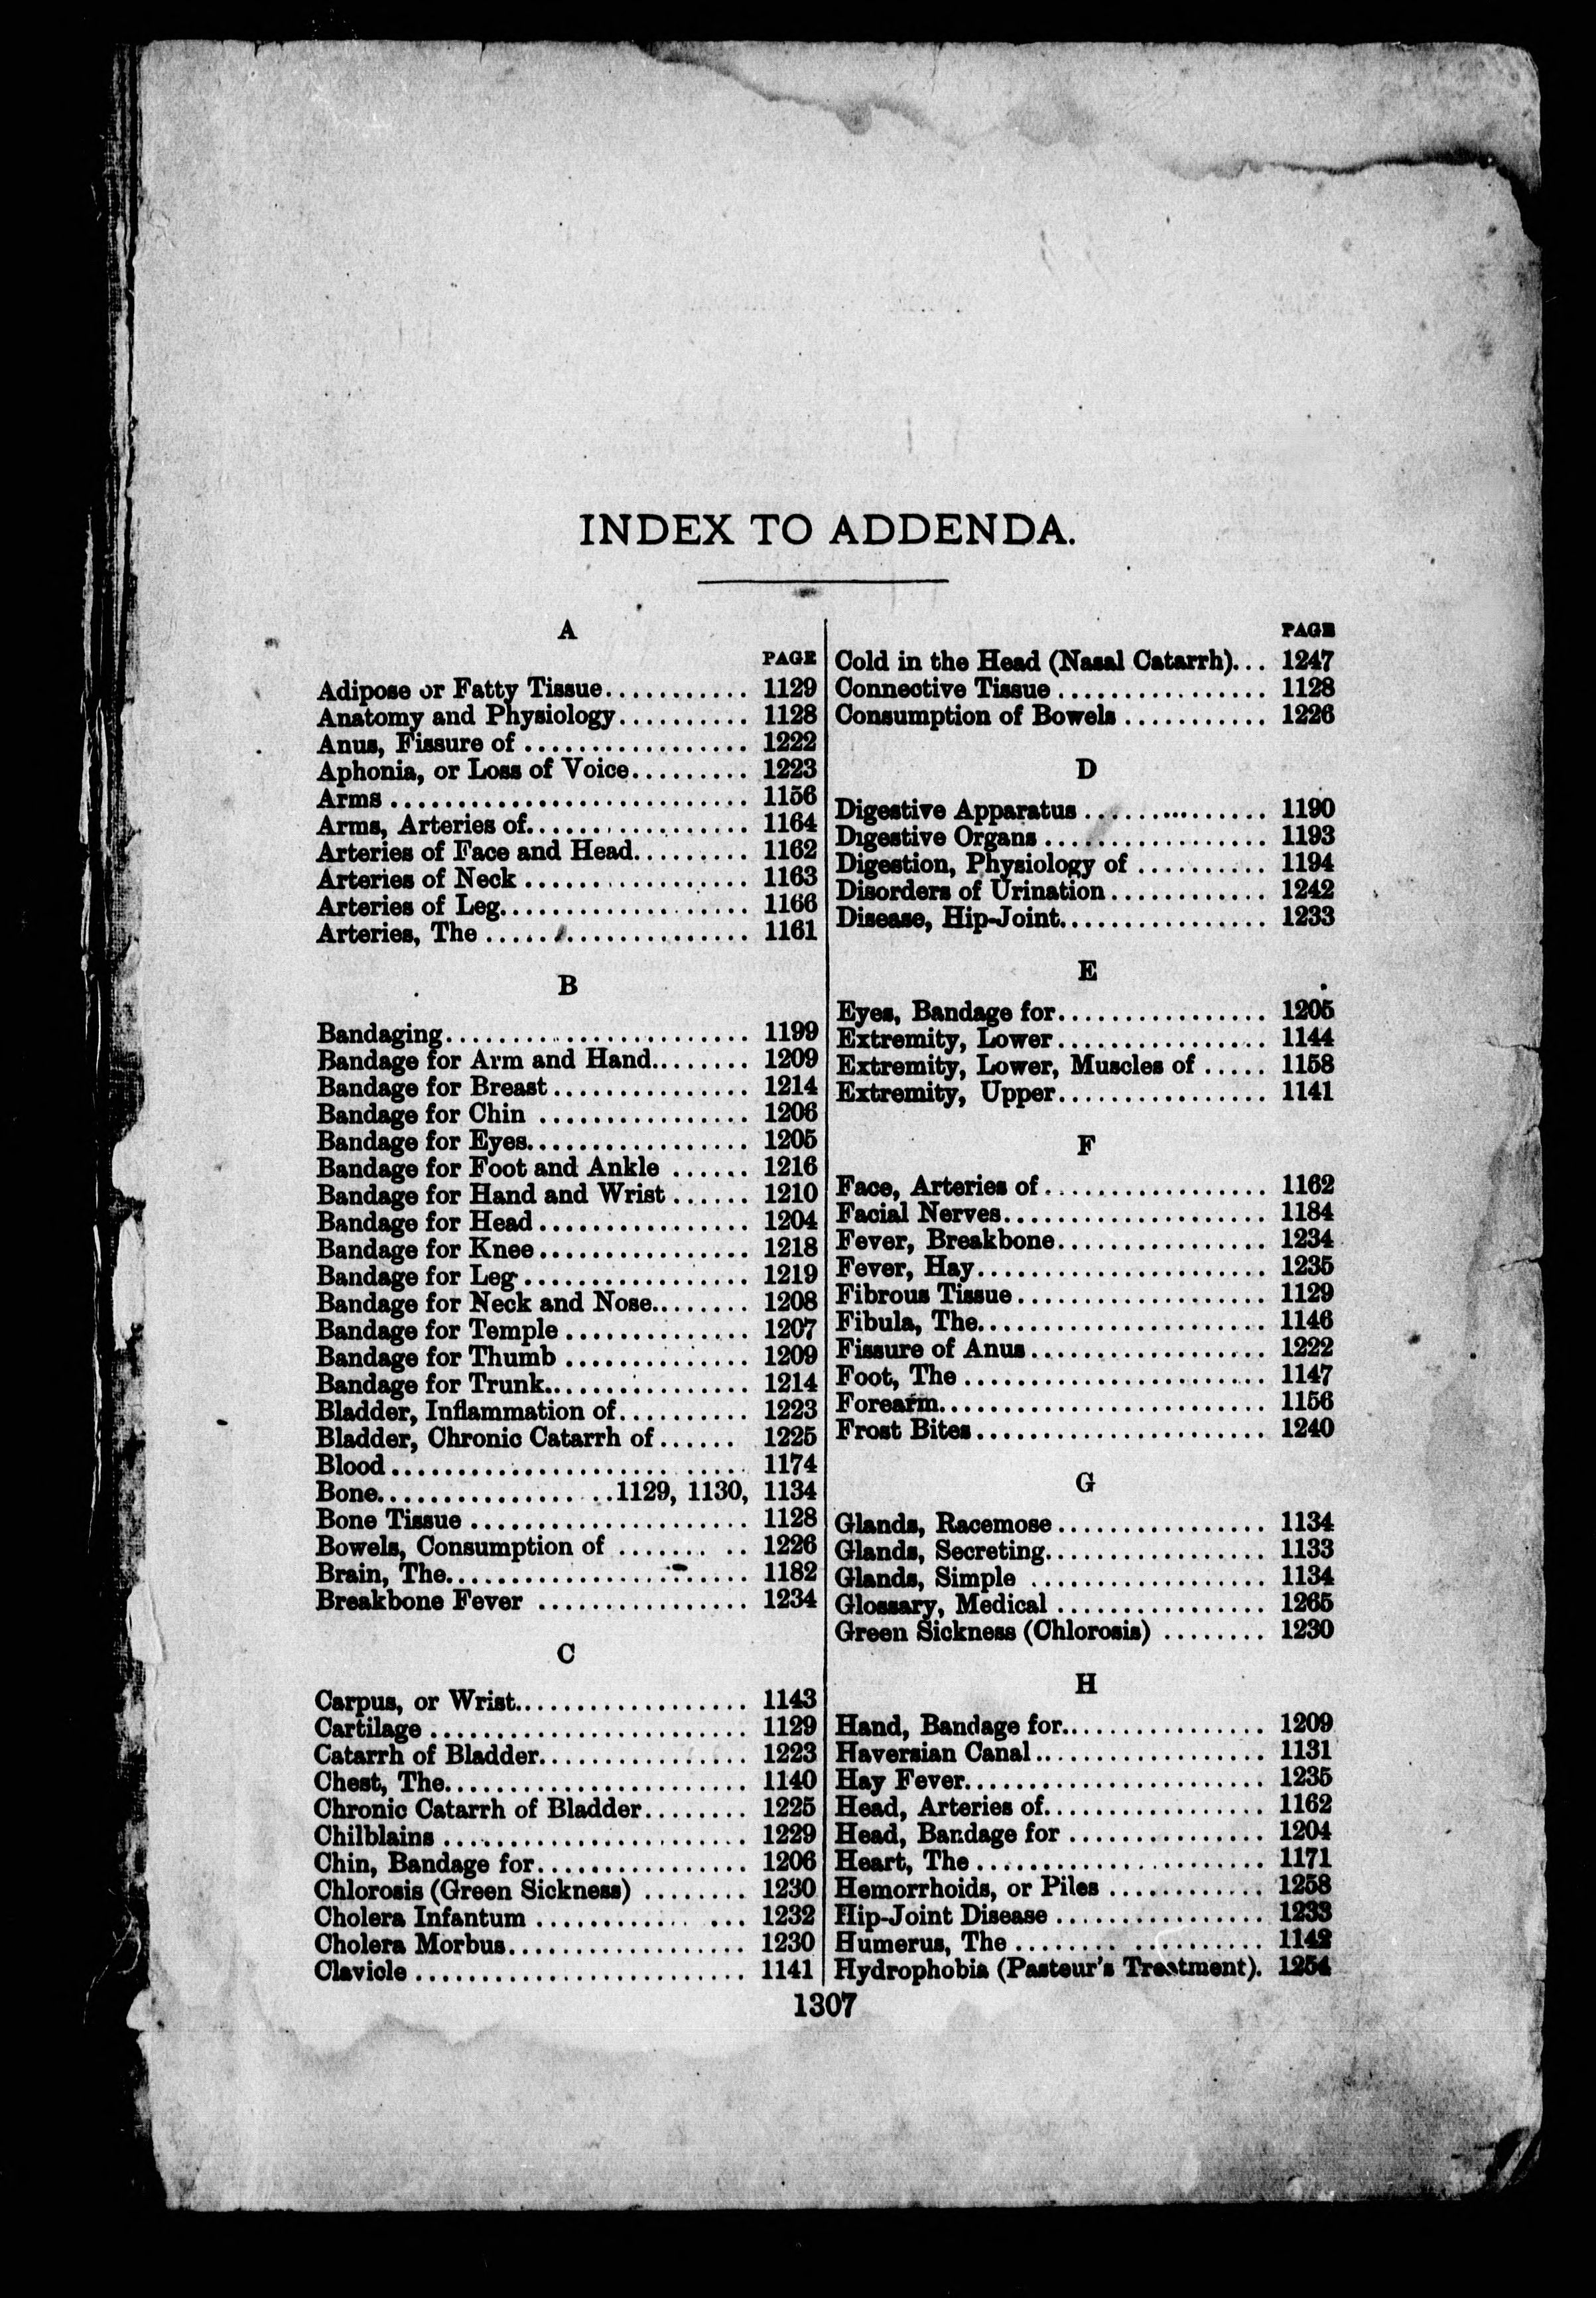 INDEX TO ADDENDA.
A
PAGE
Adipose or Fatty Tissue........... 1129
Anatomy and Physiology.......... 1128
Anus, Fissure of ................. 1222
Aphonia, or Loss of Voice......... 1223
Arms ........................... 1156
Arms, Arteries of................. 1164
Arteries of Face and Head......... 1162
Arteries of Neck ................. 1163
Arteries of Leg................... 1166
Arteries, The .................... 1161
B
Bandaging....................... 1199
Bandage for Arm and Hand........ 1209
Bandage for Breast ............... 1214
Bandage for Chin ................ 1206
Bandage for Eyes................. 1205
Bandage for Foot and Ankle ...... 1216
Bandage for Hand and Wrist ...... 1210
Bandage for Head ................ 1204
Bandage for Knee ................ 1218
Bandage for Leg ................. 1219
Bandage for Neck and Nose........ 1208
Bandage for Temple .............. 1207
Bandage for Thumb .............. 1209
Bandage for Trunk............... 1214
Bladder, Inflammation of.......... 1223
Bladder, Chronic Catarrh of ...... 1225
Blood ........................... 1174
Bone..................1129, 1130, 1134
Bone Tissue ..................... 1128
Bowels, Consumption of ....... .. 1226
Brain, The....................... 1182
Breakbone Fever ................ 1234
C
Carpus, or Wrist.................. 1143
Cartilage ........................ 1129
Catarrh of Bladder................ 1223
Chest, The....................... 1140
Chronic Catarrh of Bladder........ 1225
Chilblains ....................... 1229
Chin, Bandage for................ 1206
Chlorosis (Green Sickness) ........ 1230
Cholera Infantum ............ ... 1232
Cholera Morbus.................. 1230
Clavicle ......................... 1141
PAGE
Cold in the Head (Nasal Catarrh)... 1247
Connective Tissue ................ 1128
Consumption of Bowels ........... 1226
D
Digestive Apparatus .............. 1190
Digestive Organs ................. 1193
Digestion, Physiology of .......... 1194
Disorders of Urination............ 1242
Disease, Hip-Joint................ 1233
E
Eyes, Bandage for................ 1205
Extremity, Lower................ 1144
Extremity, Lower, Muscles of ..... 1158
Extremity, Upper................ 1141
F
Face, Arteries of ................. 1162
Facial Nerves.................... 1184
Fever, Breakbone................ 1234
Fever, Hay...................... 1235
Fibrous Tissue ................... 1129
Fibula, The...................... 1146
Fissure of Anus .................. 1222
Foot, The ....................... 1147
Forearm......................... 1156
Frost Bites ...................... 1240
G
Glands, Racemose ................ 1134
Glands, Secreting................. 1133
Glands, Simple .................. 1134
Glossary, Medical ................ 1265
Green Sickness (Chlorosis) ........ 1230
H
Hand, Bandage for................ 1209
Haversian Canal.................. 1131
Hay Fever....................... 1235
Head, Arteries of................. 1162
Head, Bandage for ............... 1204
Heart, The ...................... 1171
Hemorrhoids, or Piles ............ 1258
Hip-Joint Disease ................ 1233
Humerus, The ................... 1142
Hydrophobia (Pasteur's Treatment). 1254
1307